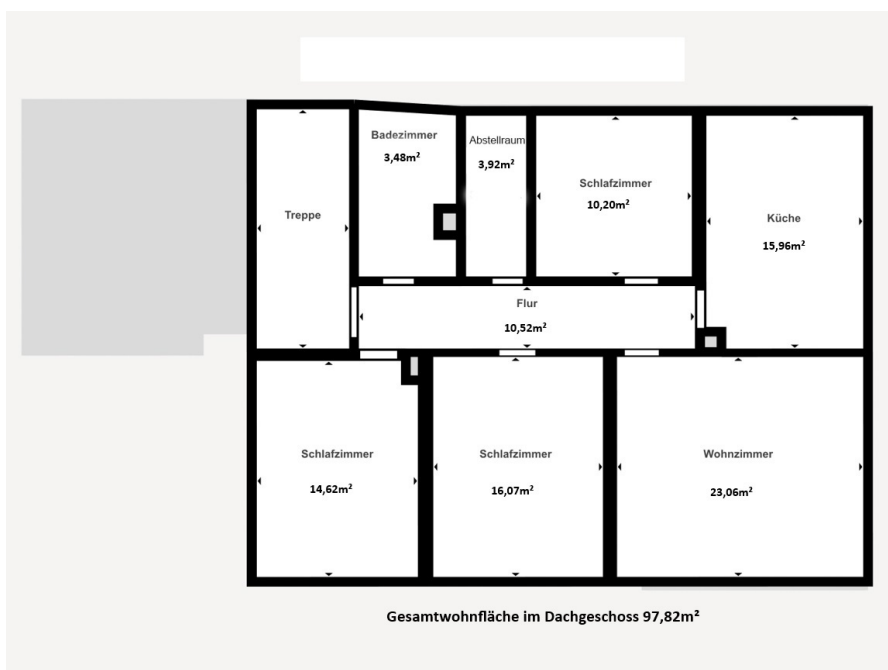 Badezimmer
3,48m²
Abstellraum
3,92m²
Schlafzimmer
10,20m²
Treppe
Küche
15,96m²
Flur
10,52m²
Schlafzimmer
14,62m²
Schlafzimmer
16,07m²
Wohnzimmer
23,06m²
Gesamtwohnfläche im Dachgeschoss 97,82m²